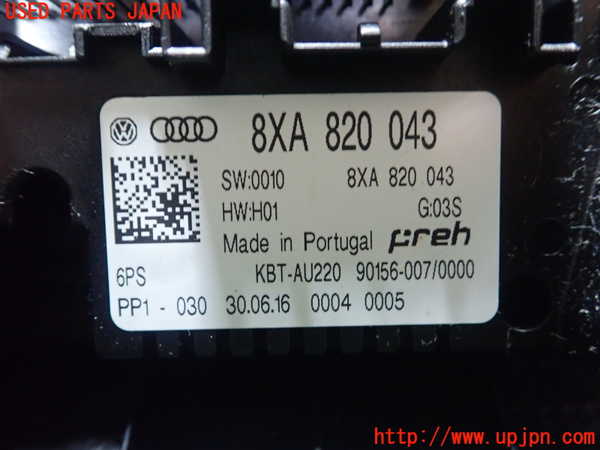 USED PARTS JAPAN
8XA 820 043
SW:0010 8XA 820 043
HW:H01 G:03S
Made in Portugal preh
6PS KBT-AU220 90156-007/0000
PP1 - 030 30.06.16 0004 0005
http://www.upjpn.com/